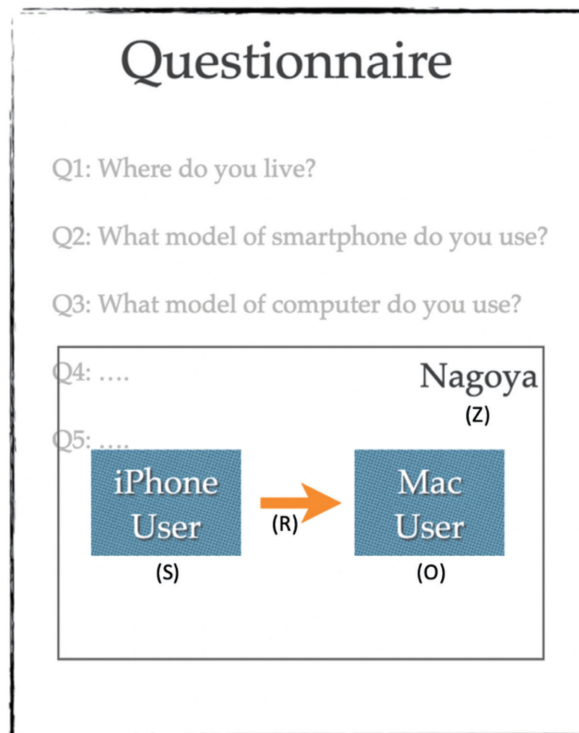 Questionnaire
Q1: Where do you live?
Q2: What model of smartphone do you use?
Q3: What model of computer do you use?
Q4: ....
Nagoya
(Z)
Q5: ....
iPhone
User
(S)
(R)
Mac
User
(O)